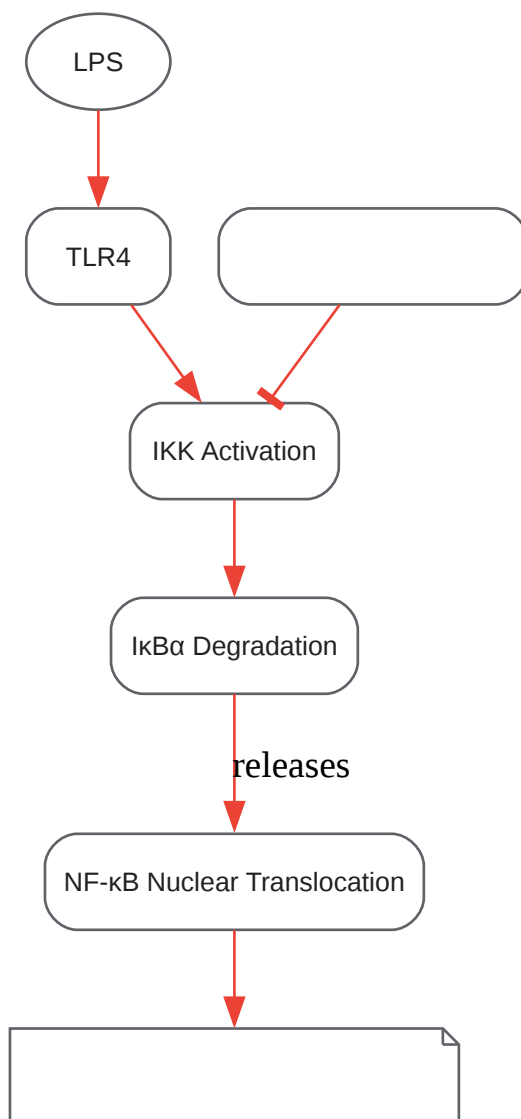 LPS
TLR4
IKK Activation
IκBα Degradation
releases
NF-κB Nuclear Translocation